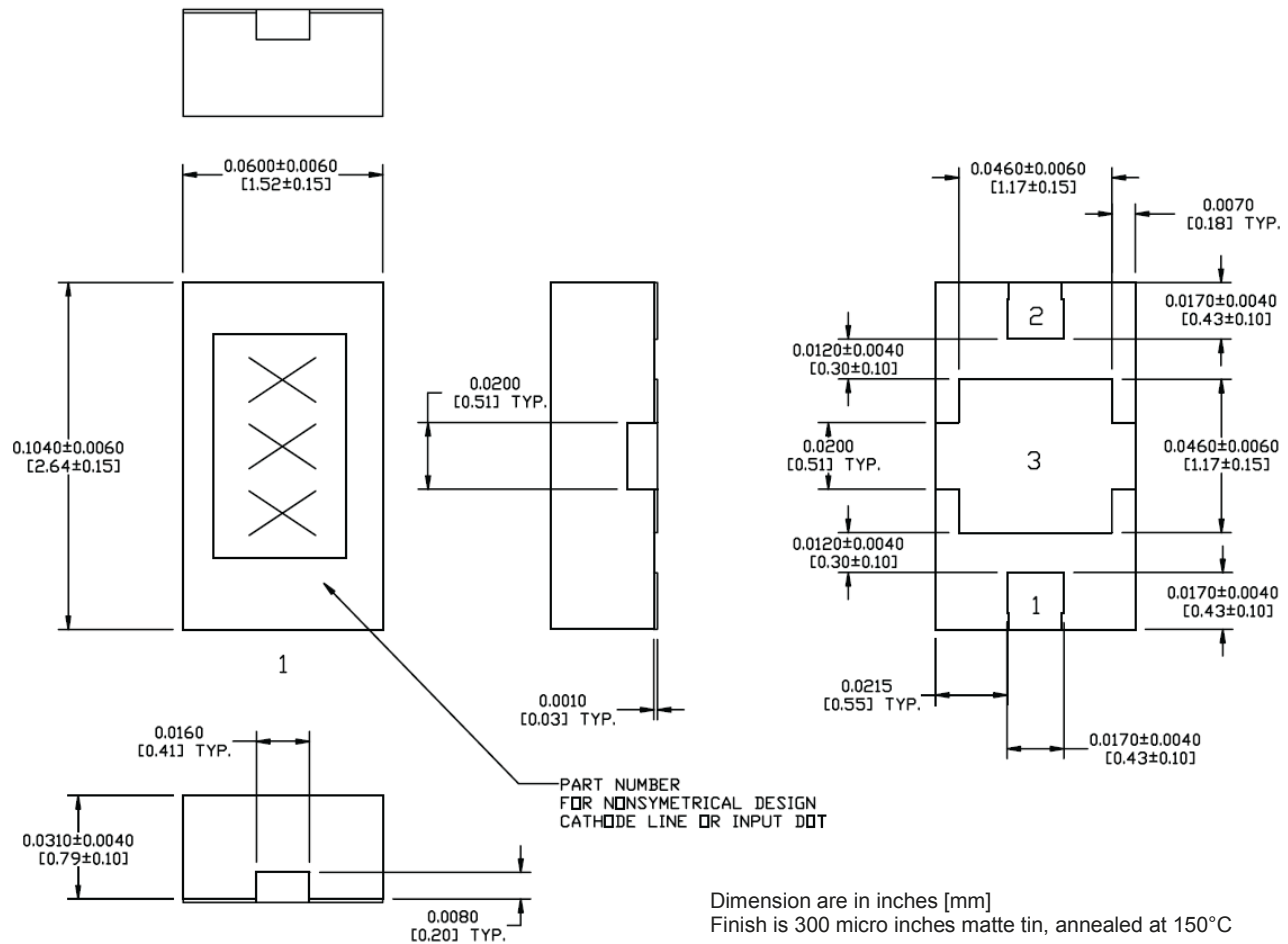 0.0600±0.0060
[1.52±0.15]
0.0460±0.0060
[1.17±0.15]
0.0070
[0.18] TYP.
0.1040±0.0060
[2.64±0.15]
0.0200
[0.51] TYP.
2
0.0170±0.0040
[0.43±0.10]
0.0120±0.0040
[0.30±0.10]
0.0200
[0.51] TYP.
3
0.0460±0.0060
[1.17±0.15]
0.0120±0.0040
[0.30±0.10]
1
0.0170±0.0040
[0.43±0.10]
1
0.0010
[0.03] TYP.
0.0215
[0.55] TYP.
0.0170±0.0040
[0.43±0.10]
0.0160
[0.41] TYP.
PART NUMBER
FOR NONSYMETRICAL DESIGN
CATHODE LINE OR INPUT DOT
0.0310±0.0040
[0.79±0.10]
0.0080
[0.20] TYP.
Dimension are in inches [mm]
Finish is 300 micro inches matte tin, annealed at 150°C